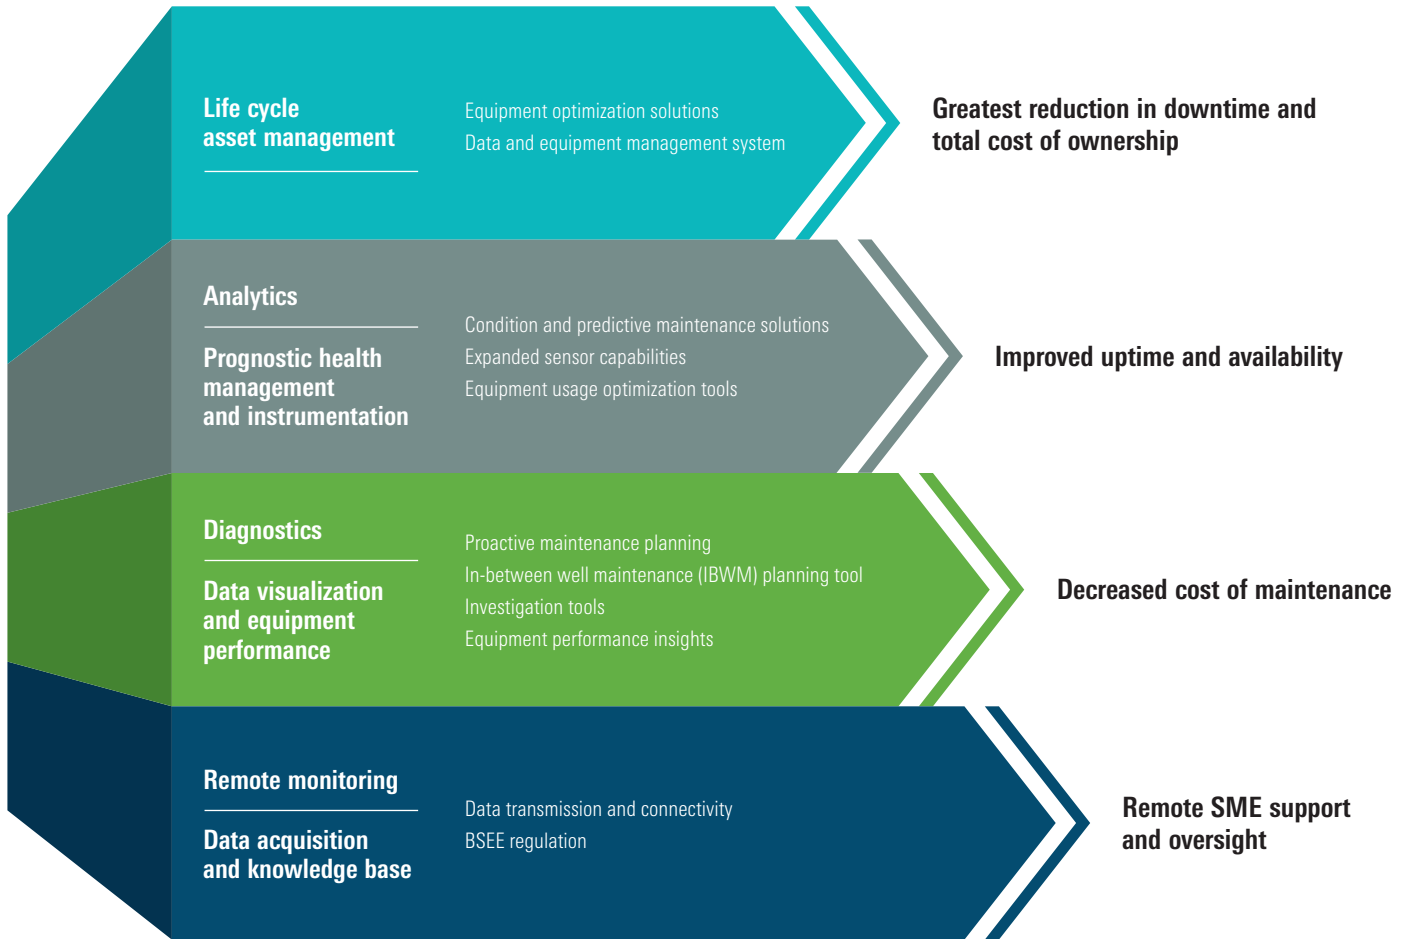 Life cycle
asset management
Equipment optimization solutions
Data and equipment management system
Greatest reduction in downtime and
total cost of ownership
Analytics
Prognostic health
management
and instrumentation
Condition and predictive maintenance solutions
Expanded sensor capabilities
Equipment usage optimization tools
Improved uptime and availability
Diagnostics
Data visualization
and equipment
performance
Proactive maintenance planning
In-between well maintenance (IBWM) planning tool
Investigation tools
Equipment performance insights
Decreased cost of maintenance
Remote monitoring
Data acquisition
and knowledge base
Data transmission and connectivity
BSEE regulation
Remote SME support
and oversight